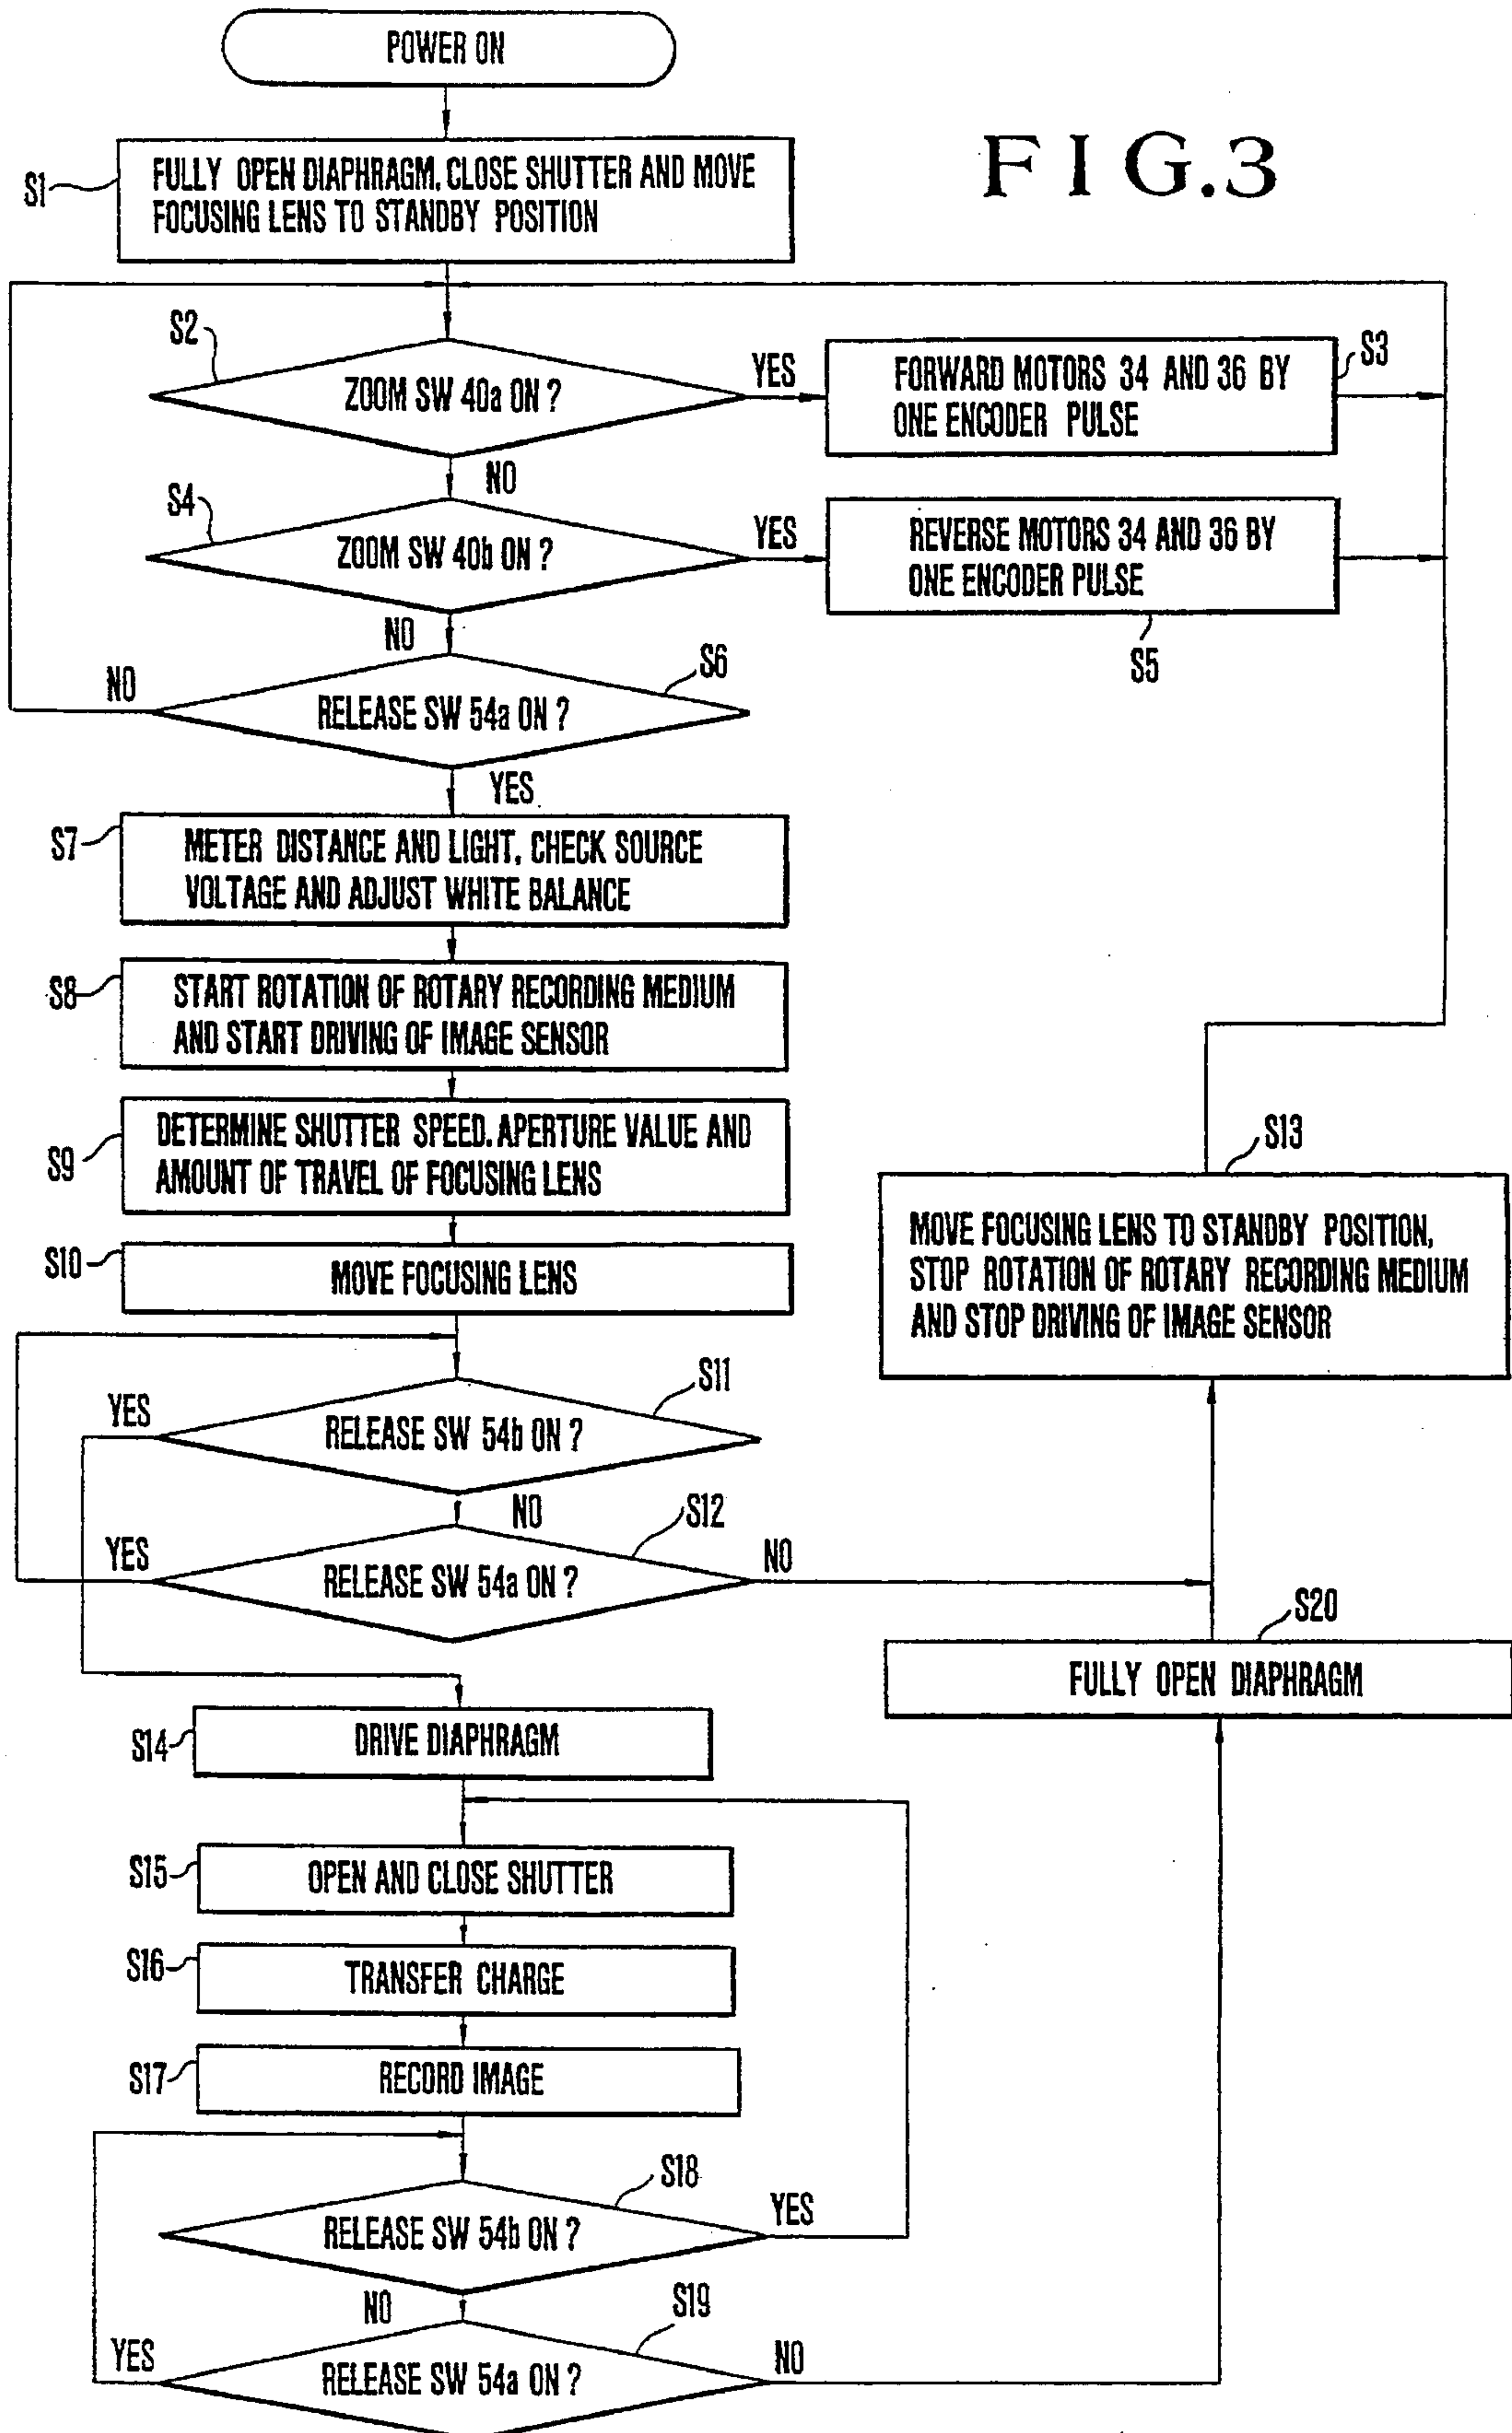 POWER ON
FIG.3
S1
FULLY OPEN DIAPHRAGM, CLOSE SHUTTER AND MOVE
FOCUSING LENS TO STANDBY POSITION
S2
ZOOM SW 40a ON ?
YES
FORWARD MOTORS 34 AND 36 BY
ONE ENCODER PULSE
S3
NO
S4
ZOOM SW 40b ON ?
YES
REVERSE MOTORS 34 AND 36 BY
ONE ENCODER PULSE
S5
NO
S6
NO
RELEASE SW 54a ON ?
YES
S7
METER DISTANCE AND LIGHT, CHECK SOURCE
VOLTAGE AND ADJUST WHITE BALANCE
S8
START ROTATION OF ROTARY RECORDING MEDIUM
AND START DRIVING OF IMAGE SENSOR
S9
DETERMINE SHUTTER SPEED. APERTURE VALUE AND
AMOUNT OF TRAVEL OF FOCUSING LENS
S13
MOVE FOCUSING LENS TO STANDBY POSITION,
STOP ROTATION OF ROTARY RECORDING MEDIUM
AND STOP DRIVING OF IMAGE SENSOR
S10
MOVE FOCUSING LENS
S11
YES
RELEASE SW 54b ON ?
NO
S12
YES
RELEASE SW 54a ON ?
NO
S20
FULLY OPEN DIAPHRAGM
S14
DRIVE DIAPHRAGM
S15
OPEN AND CLOSE SHUTTER
S16
TRANSFER CHARGE
S17
RECORD IMAGE
S18
RELEASE SW 54b ON ?
YES
NO
S19
YES
RELEASE SW 54a ON ?
NO